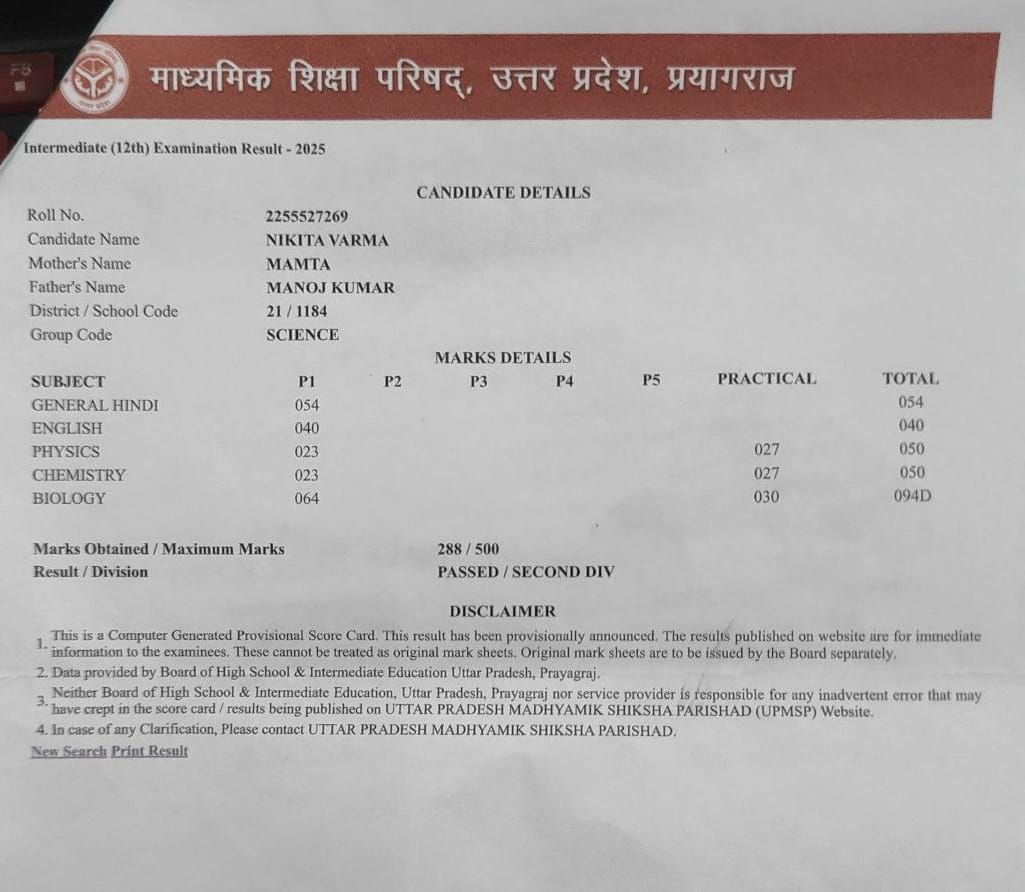 F8
माध्यमिक शिक्षा परिषद्, उत्तर प्रदेश, प्रयागराज
Intermediate (12th) Examination Result - 2025
CANDIDATE DETAILS
Roll No. 2255527269
Candidate Name NIKITA VARMA
Mother's Name MAMTA
Father's Name MANOJ KUMAR
District / School Code 21 / 1184
Group Code SCIENCE
MARKS DETAILS
SUBJECT P1 P2 P3 P4 P5 PRACTICAL TOTAL
GENERAL HINDI 054 054
ENGLISH 040 040
PHYSICS 023 027 050
CHEMISTRY 023 027 050
BIOLOGY 064 030 094D
Marks Obtained / Maximum Marks 288 / 500
Result / Division PASSED / SECOND DIV
DISCLAIMER
1. This is a Computer Generated Provisional Score Card. This result has been provisionally announced. The results published on website are for immediate
information to the examinees. These cannot be treated as original mark sheets. Original mark sheets are to be issued by the Board separately.
2. Data provided by Board of High School & Intermediate Education Uttar Pradesh, Prayagraj.
3. Neither Board of High School & Intermediate Education, Uttar Pradesh, Prayagraj nor service provider is responsible for any inadvertent error that may
have crept in the score card / results being published on UTTAR PRADESH MADHYAMIK SHIKSHA PARISHAD (UPMSP) Website.
4. In case of any Clarification, Please contact UTTAR PRADESH MADHYAMIK SHIKSHA PARISHAD.
New Search Print Result